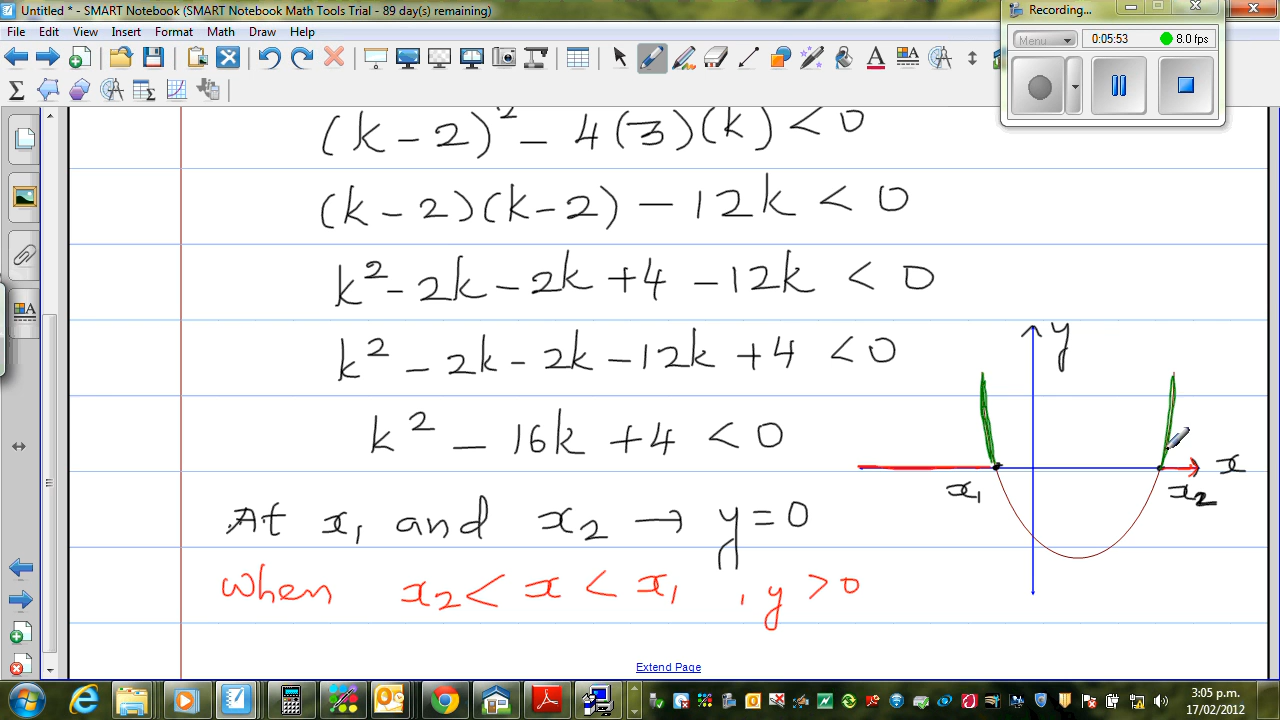 Untitled * - SMART Notebook (SMART Notebook Math Tools Trial - 89 day(s) remaining)
File Edit View Insert Format Math Draw Help
Recording...
Menu 0:05:53 8.0 fps
(k-2)² - 4(3)(k) < 0
(k-2)(k-2) - 12k < 0
k² - 2k - 2k + 4 - 12k < 0
k² - 2k - 2k - 12k + 4 < 0
k² - 16k + 4 < 0
y
x
x₁
x₂
At x₁ and x₂ → y = 0
When x₂ < x < x₁ , y > 0
Extend Page
3:05 p.m.
17/02/2012